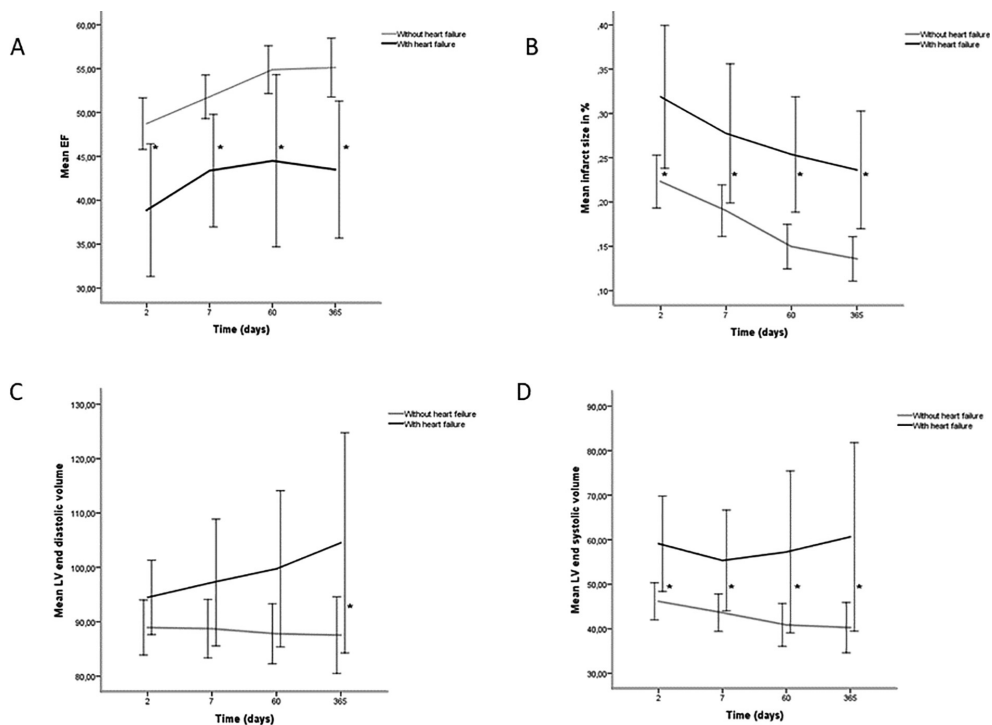 A
Mean EF
60,00
55,00
50,00
45,00
40,00
35,00
30,00
* * * *
2 7 60 365
Time (days)
Without heart failure
With heart failure
B
Mean infarct size in %
,40
,35
,30
,25
,20
,15
,10
* * * *
2 7 60 365
Time (days)
Without heart failure
With heart failure
C
Mean LV end diastolic volume
130,00
120,00
110,00
100,00
90,00
80,00
*
2 7 60 365
Time (days)
Without heart failure
With heart failure
D
Mean LV end systolic volume
90,00
80,00
70,00
60,00
50,00
40,00
30,00
* * * *
2 7 60 365
Time (days)
Without heart failure
With heart failure